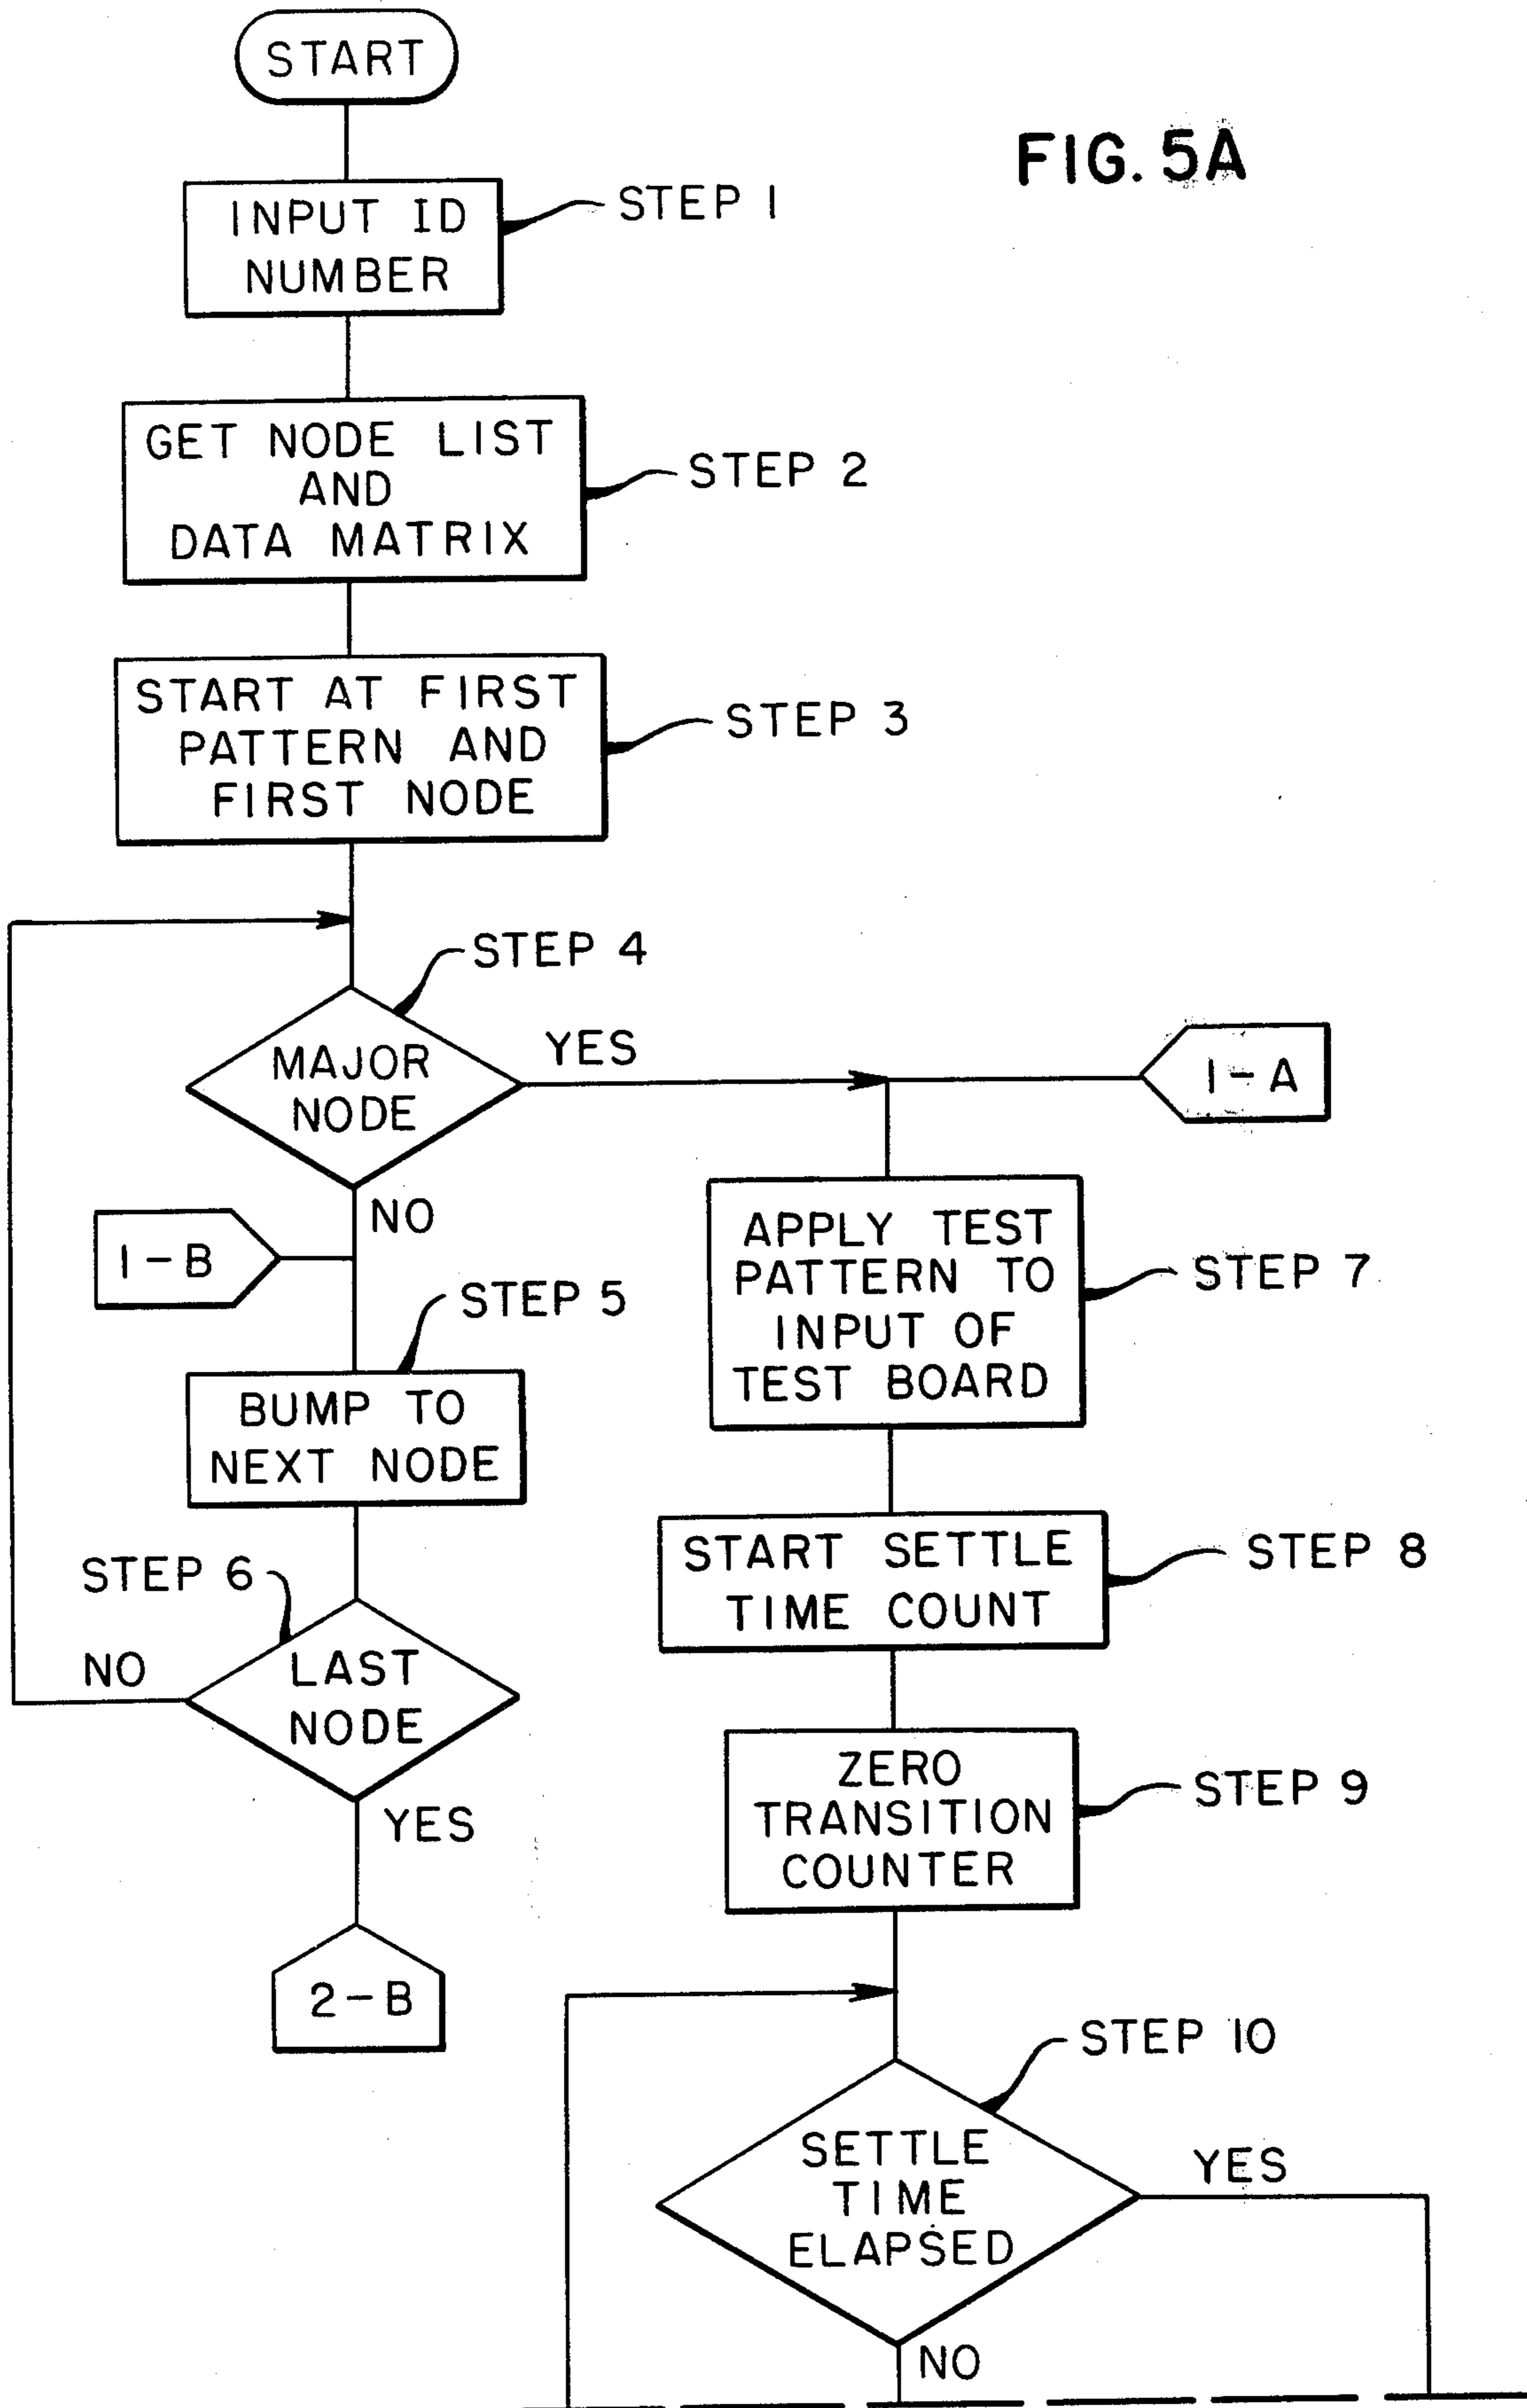 START
FIG. 5A
INPUT ID
NUMBER
STEP 1
GET NODE LIST
AND
DATA MATRIX
STEP 2
START AT FIRST
PATTERN AND
FIRST NODE
STEP 3
STEP 4
MAJOR
NODE
YES
1-A
NO
1-B
STEP 5
BUMP TO
NEXT NODE
STEP 6
LAST
NODE
NO
YES
2-B
APPLY TEST
PATTERN TO
INPUT OF
TEST BOARD
STEP 7
START SETTLE
TIME COUNT
STEP 8
ZERO
TRANSITION
COUNTER
STEP 9
STEP 10
SETTLE
TIME
ELAPSED
YES
NO